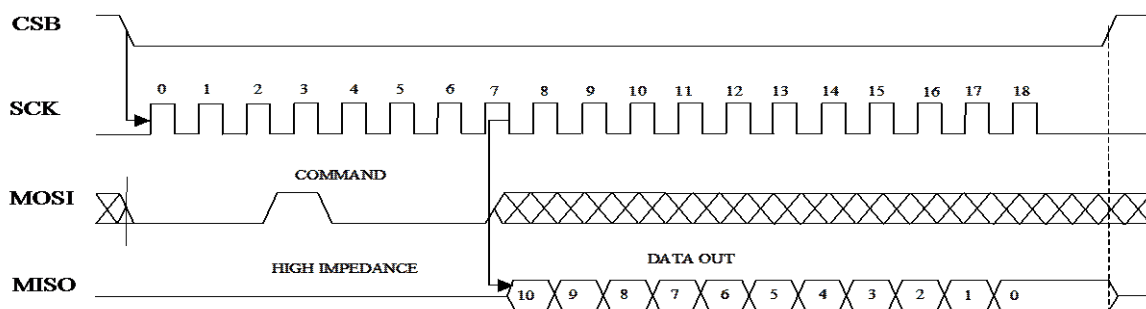 CSB
0 1 2 3 4 5 6 7 8 9 10 11 12 13 14 15 16 17 18
SCK
COMMAND
MOSI
HIGH IMPEDANCE DATA OUT
MISO
10 9 8 7 6 5 4 3 2 1 0